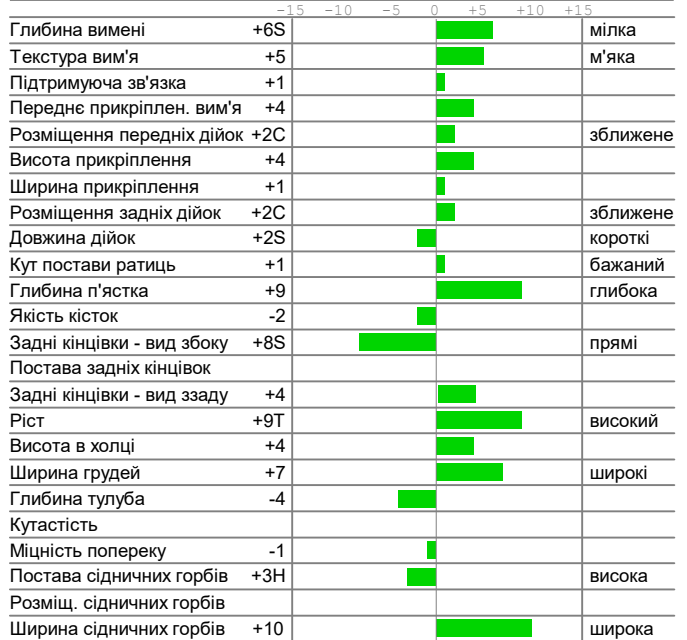 -15 -10 -5 0 +5 +10 +15
Глибина вимені +6S мілка
Текстура вим'я +5 м'яка
Підтримуюча зв'язка +1
Переднє прикріплен. вим'я +4
Розміщення передніх дійок +2C зближене
Висота прикріплення +4
Ширина прикріплення +1
Розміщення задніх дійок +2C зближене
Довжина дійок +2S короткі
Кут постави ратиць +1 бажаний
Глибина п'ястка +9 глибока
Якість кісток -2
Задні кінцівки - вид збоку +8S прямі
Постава задніх кінцівок
Задні кінцівки - вид ззаду +4
Ріст +9T високий
Висота в холці +4
Ширина грудей +7 широкі
Глибина тулуба -4
Кутастість
Міцність попереку -1
Постава сідничних горбів +3H висока
Розміщ. сідничних горбів
Ширина сідничних горбів +10 широка